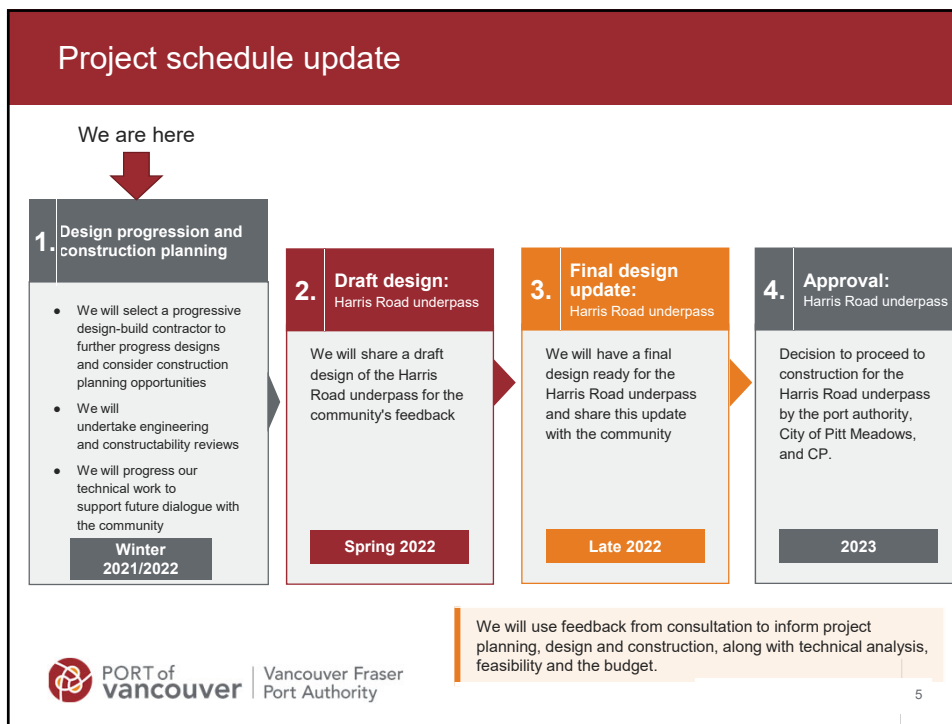 Project schedule update
We are here
1.
Design progression and
construction planning
● We will select a progressive
design-build contractor to
further progress designs
and consider construction
planning opportunities
● We will
undertake engineering
and constructability reviews
● We will progress our
technical work to
support future dialogue with
the community
Winter
2021/2022
2.
Draft design:
Harris Road underpass
We will share a draft
design of the Harris
Road underpass for the
community's feedback
Spring 2022
3.
Final design
update:
Harris Road underpass
We will have a final
design ready for the
Harris Road underpass
and share this update
with the community
Late 2022
4.
Approval:
Harris Road underpass
Decision to proceed to
construction for the
Harris Road underpass
by the port authority,
City of Pitt Meadows,
and CP.
2023
We will use feedback from consultation to inform project
planning, design and construction, along with technical analysis,
feasibility and the budget.
PORT of
vancouver
Vancouver Fraser
Port Authority
5